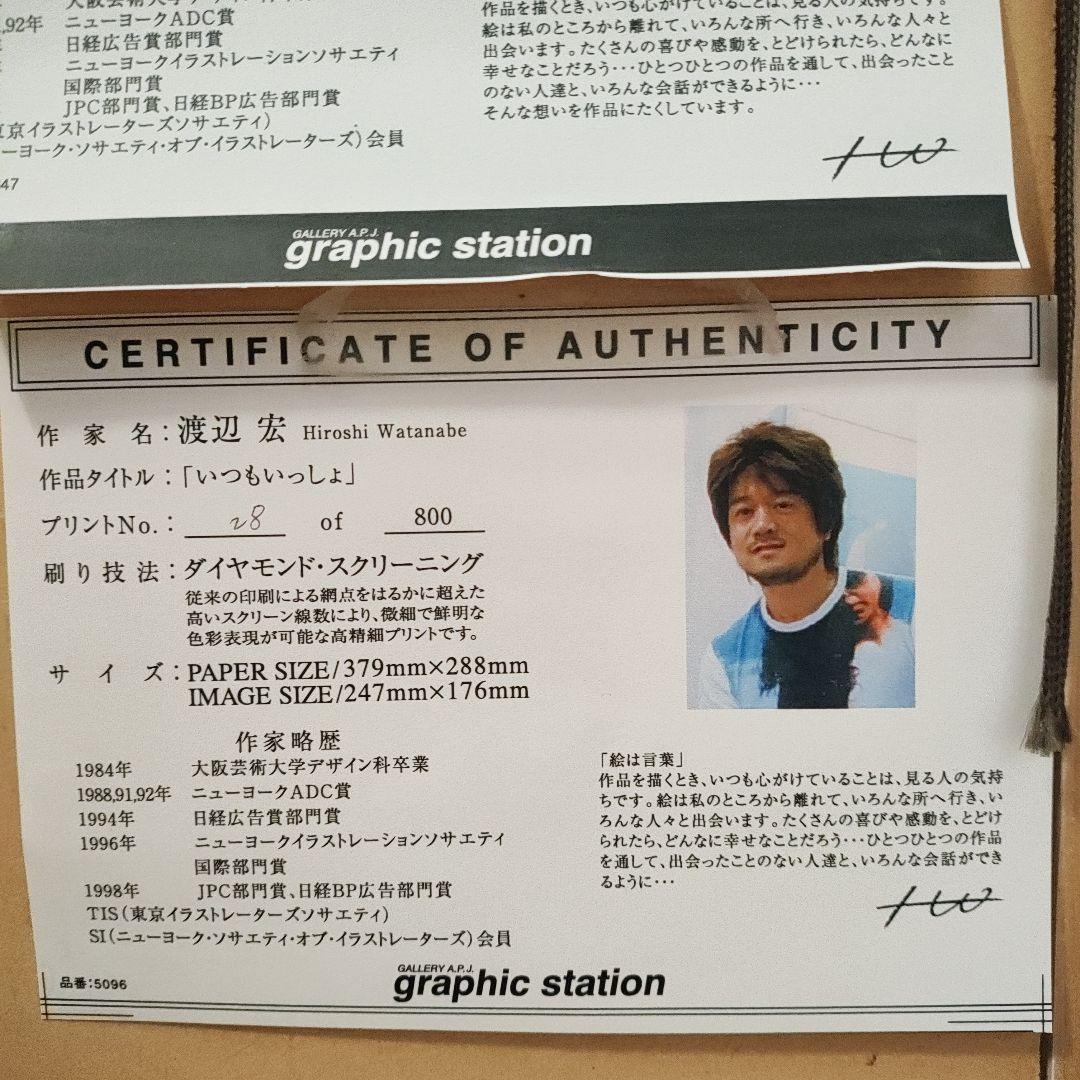 ,92年 ニューヨークADC賞
日経広告賞部門賞
ニューヨークイラストレーションソサエティ
国際部門賞
JPC部門賞、日経BP広告部門賞
京イラストレーターズソサエティ)
ーヨーク・ソサエティ・オブ・イラストレーターズ)会員
47
作品を描くとき、いつも心がけていることは、見る人の気持ちです。
絵は私のところから離れて、いろんな所へ行き、いろんな人々と
出会います。たくさんの喜びや感動を、とどけられたら、どんなに
幸せなことだろう・・・ひとつひとつの作品を通して、出会ったこと
のない人達と、いろんな会話ができるように・・・
そんな想いを作品にたくしています。
GALLERY A.P.J.
graphic station
CERTIFICATE OF AUTHENTICITY
作家名:渡辺 宏 Hiroshi Watanabe
作品タイトル:「いつもいっしょ」
プリントNo.: 28 of 800
刷り技法:ダイヤモンド・スクリーニング
従来の印刷による網点をはるかに超えた
高いスクリーン線数により、微細で鮮明な
色彩表現が可能な高精細プリントです。
サイズ:PAPER SIZE/379mm×288mm
IMAGE SIZE/247mm×176mm
作家略歴
1984年 大阪芸術大学デザイン科卒業
1988,91,92年 ニューヨークADC賞
1994年 日経広告賞部門賞
1996年 ニューヨークイラストレーションソサエティ
国際部門賞
1998年 JPC部門賞、日経BP広告部門賞
TIS(東京イラストレーターズソサエティ)
SI(ニューヨーク・ソサエティ・オブ・イラストレーターズ)会員
「絵は言葉」
作品を描くとき、いつも心がけていることは、見る人の気持
ちです。絵は私のところから離れて、いろんな所へ行き、い
ろんな人々と出会います。たくさんの喜びや感動を、とどけ
られたら、どんなに幸せなことだろう・・・ひとつひとつの作品
を通して、出会ったことのない人達と、いろんな会話ができ
るように・・・
品番:5096
GALLERY A.P.J.
graphic station